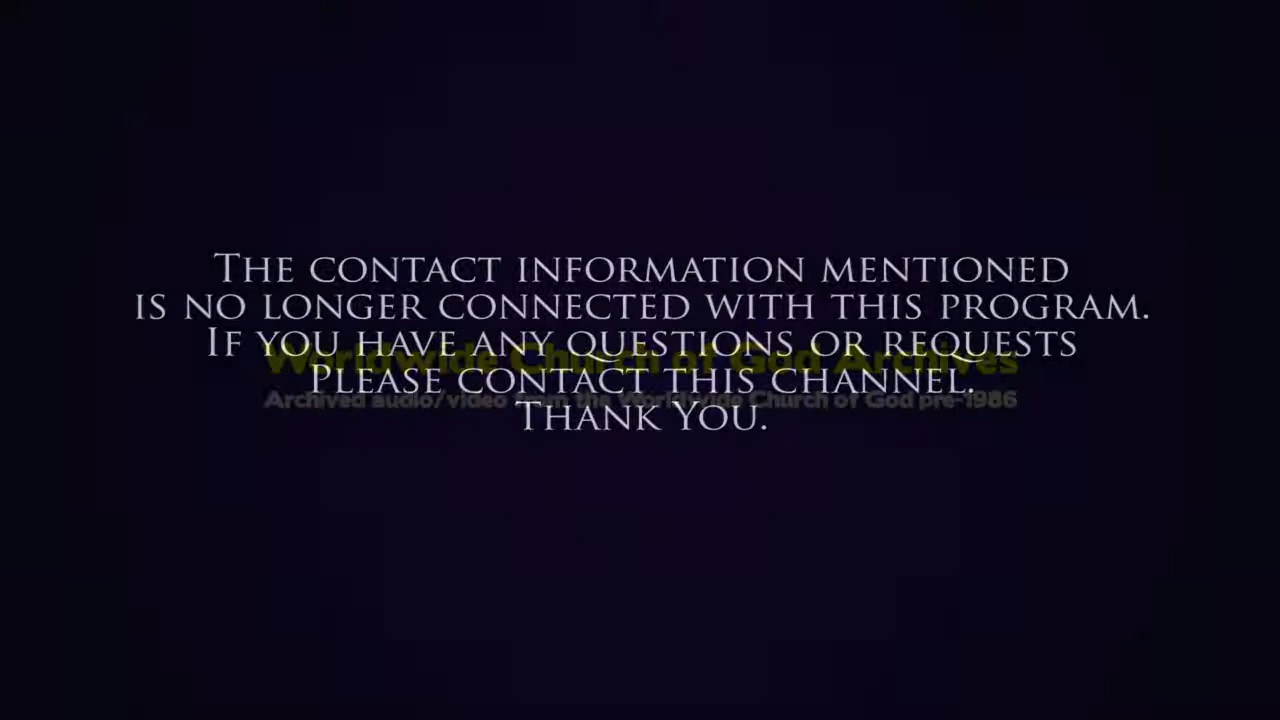 The contact information mentioned
is no longer connected with this program.
If you have any questions or requests
Worldwide Church of God Archives
Please contact this channel.
Archived audio/video from the Worldwide Church of God pre-1986
Thank You.